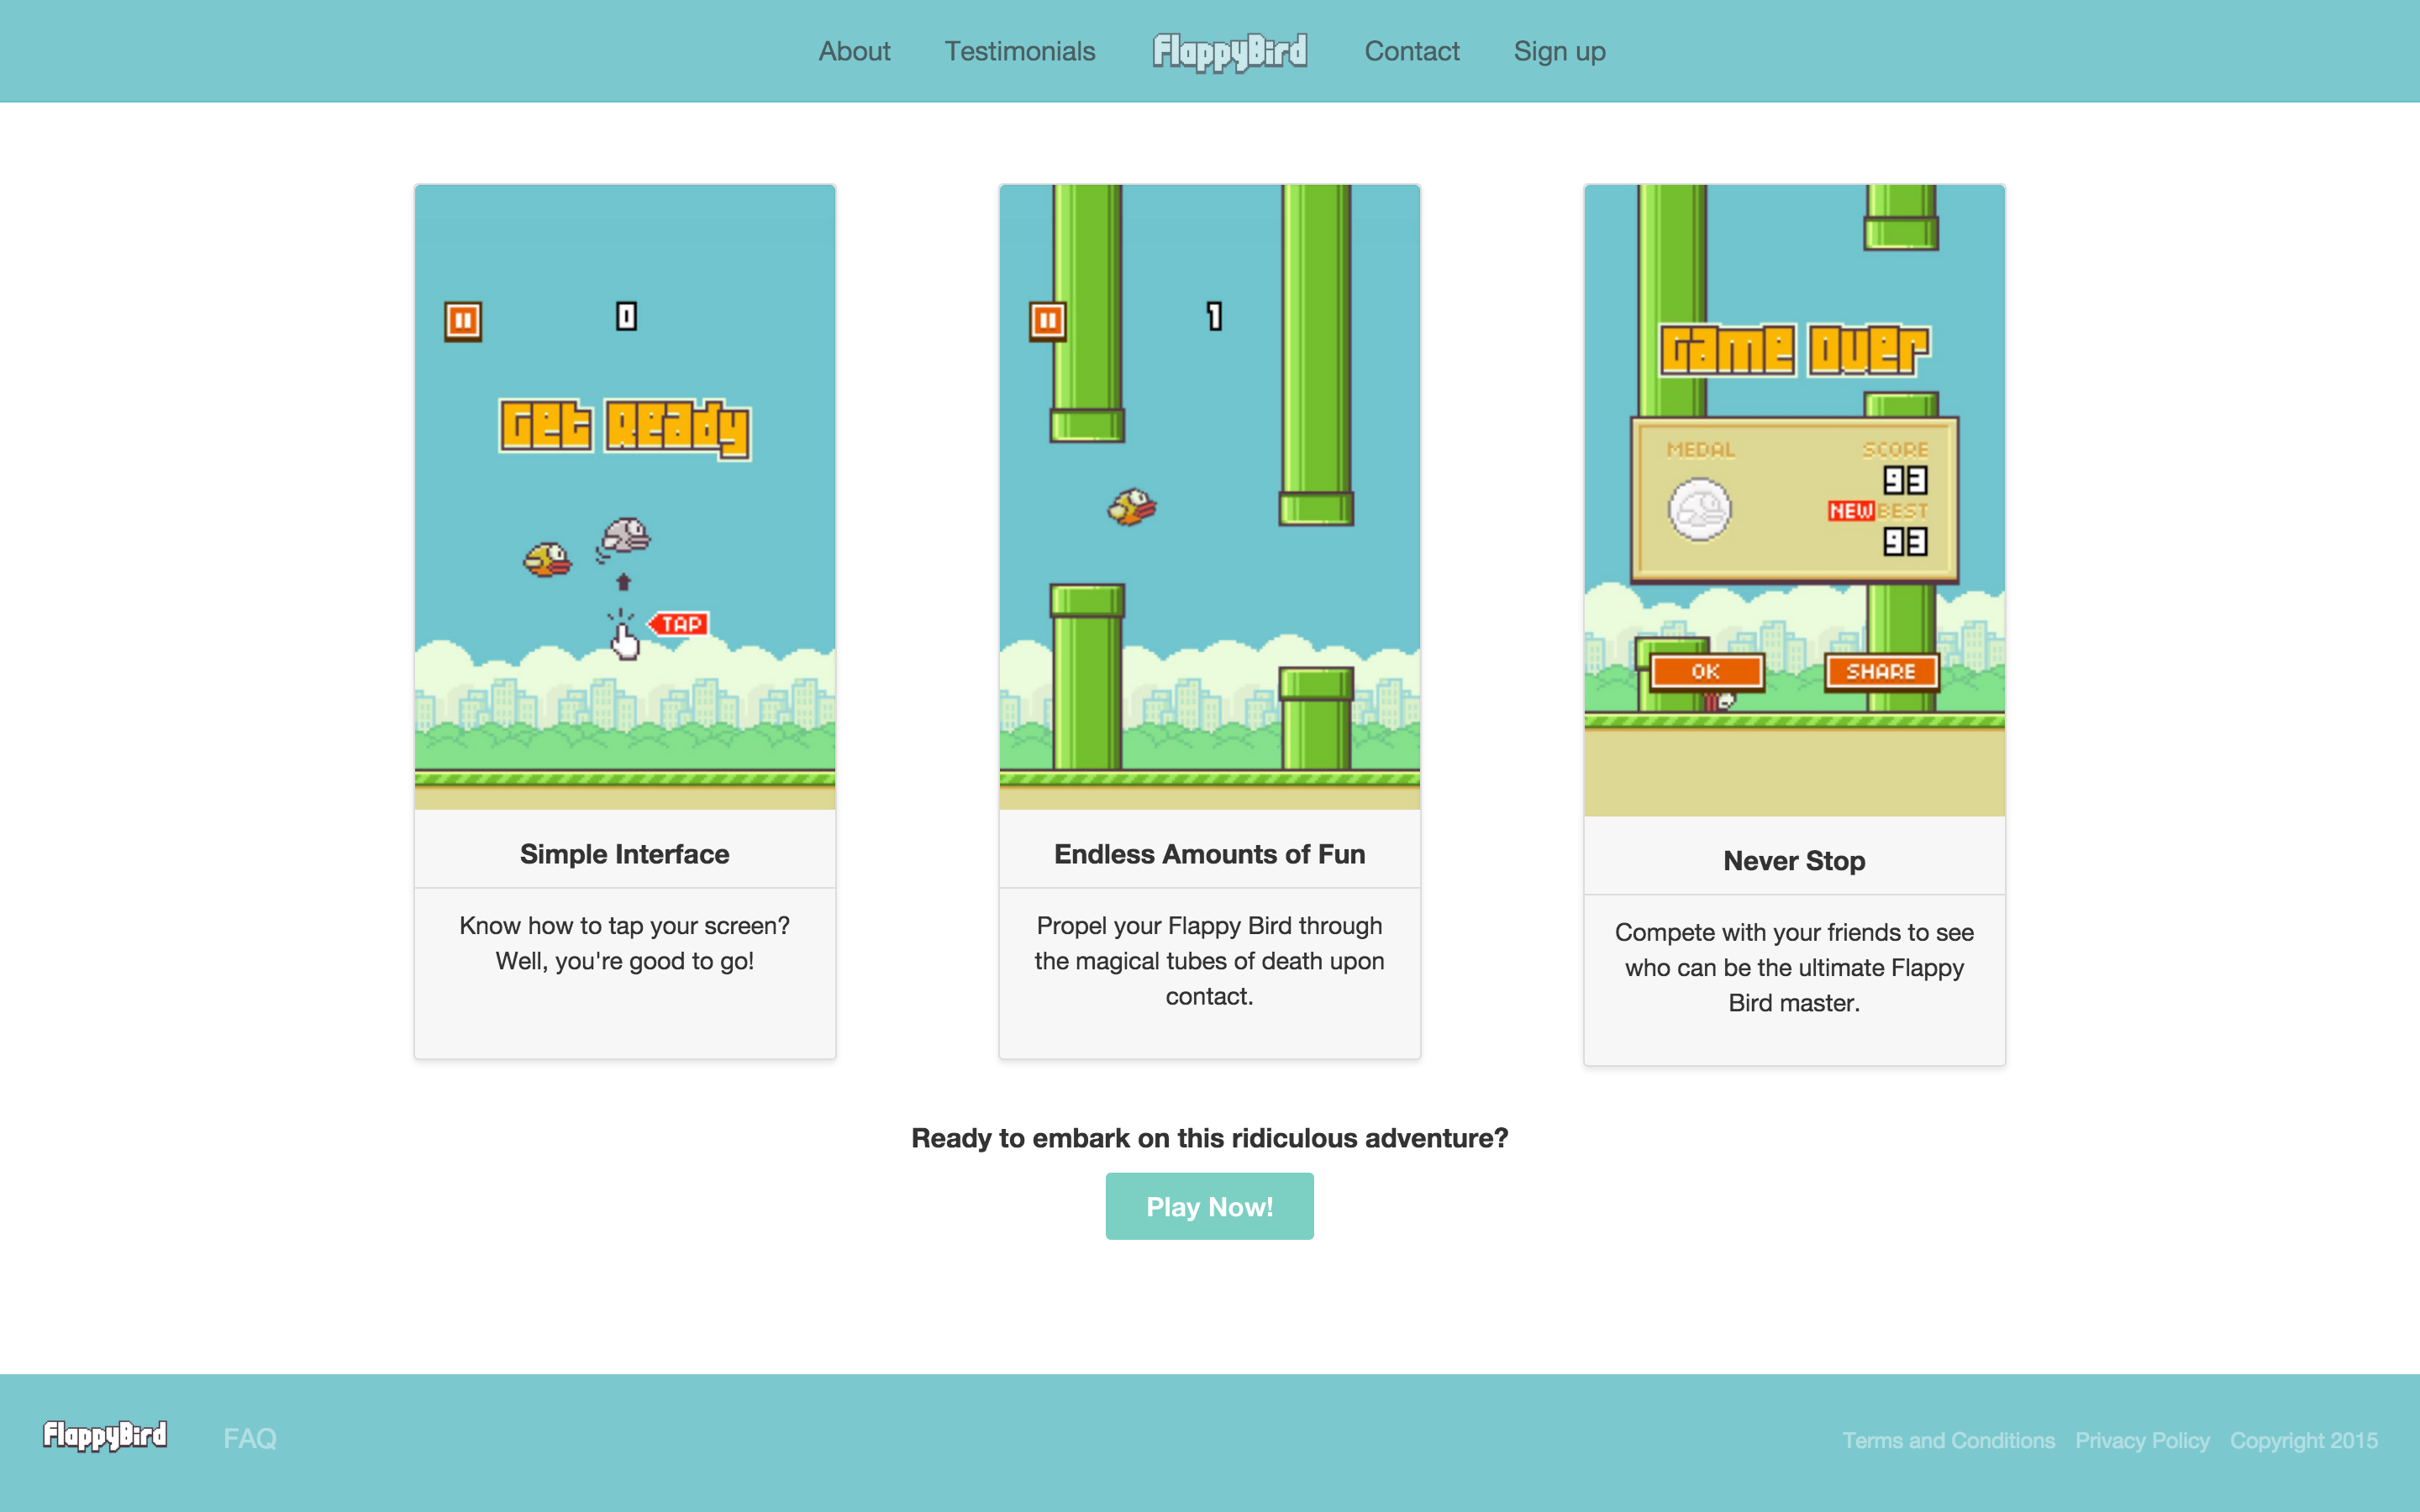 About Testimonials FlappyBird Contact Sign up
0
Get Ready
TAP
Simple Interface
Know how to tap your screen?
Well, you're good to go!
1
Endless Amounts of Fun
Propel your Flappy Bird through
the magical tubes of death upon
contact.
Game Over
MEDAL SCORE
93
NEW BEST
93
OK SHARE
Never Stop
Compete with your friends to see
who can be the ultimate Flappy
Bird master.
Ready to embark on this ridiculous adventure?
Play Now!
FlappyBird FAQ Terms and Conditions Privacy Policy Copyright 2015